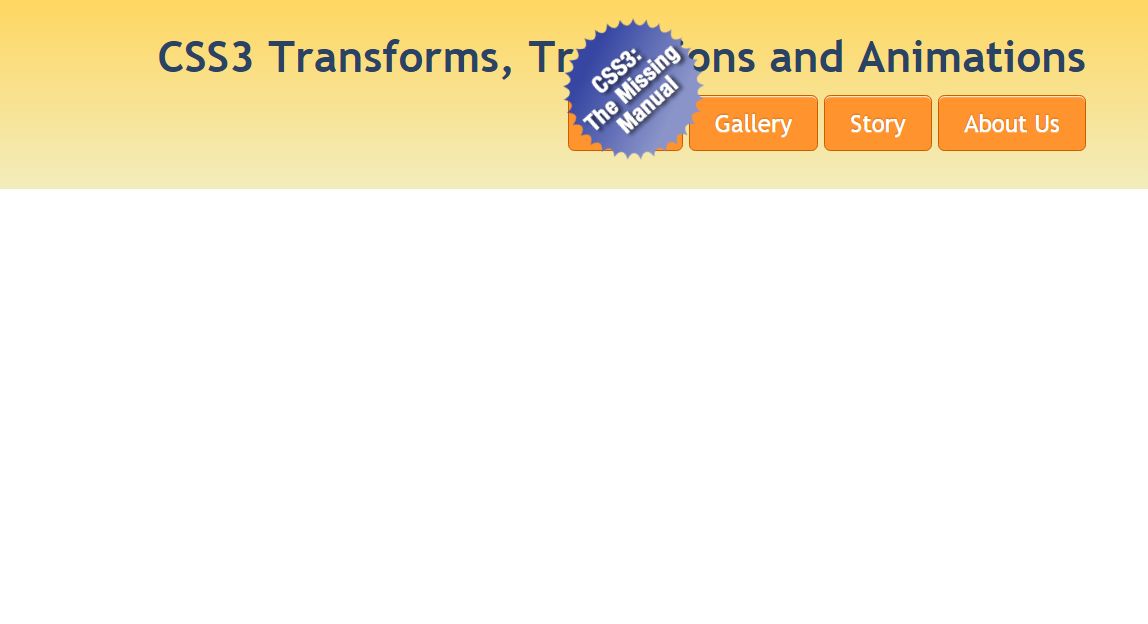 CSS3 Transforms, Tr ons and Animations
CSS3:
The Missing
Manual
Gallery
Story
About Us